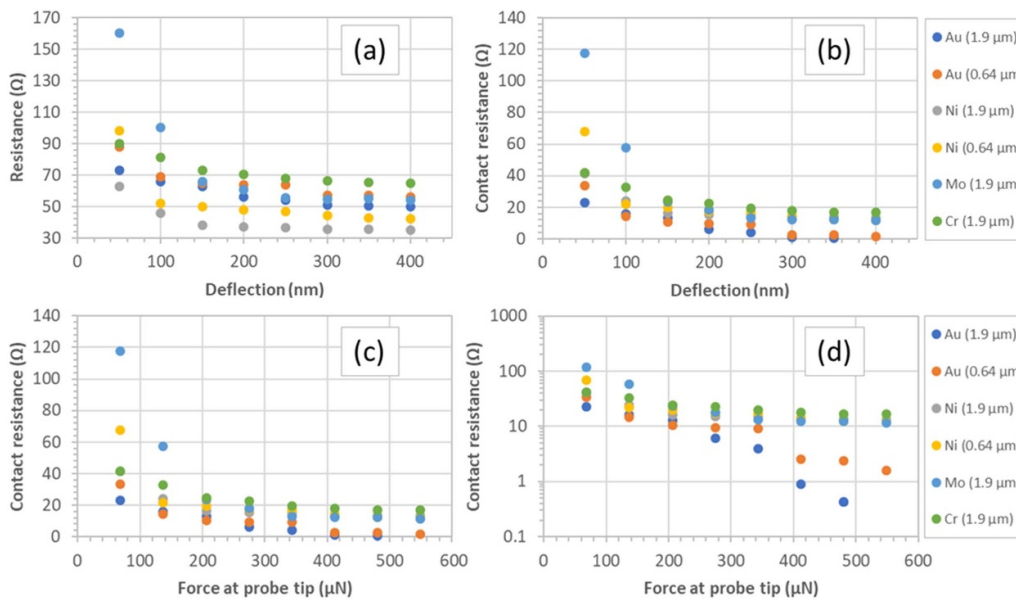 (a)
Resistance (Ω)
170
150
130
110
90
70
50
30
0 100 200 300 400
Deflection (nm)
(b)
Contact resistance (Ω)
140
120
100
80
60
40
20
0
0 100 200 300 400
Deflection (nm)
Au (1.9 µm)
Au (0.64 µm
Ni (1.9 µm)
Ni (0.64 µm
Mo (1.9 µm)
Cr (1.9 µm)
(c)
Contact resistance (Ω)
140
120
100
80
60
40
20
0
0 100 200 300 400 500 600
Force at probe tip (µN)
(d)
Contact resistance (Ω)
1000
100
10
1
0.1
0 100 200 300 400 500 600
Force at probe tip (µN)
Au (1.9 µm)
Au (0.64 µm
Ni (1.9 µm)
Ni (0.64 µm
Mo (1.9 µm)
Cr (1.9 µm)